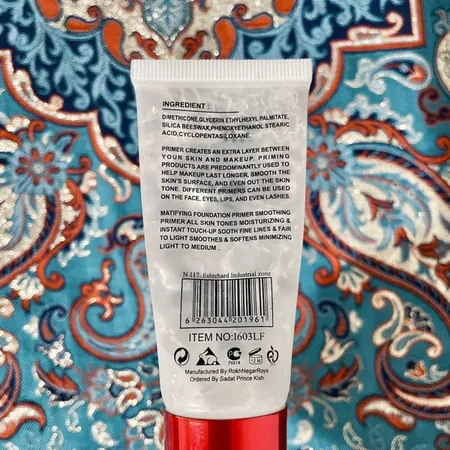 INGREDIENT:
DIMETHICONE,GLYCERIN ETHYLHEXYL PALMITATE,
SILICA BEESWAX,PHENOXYETHANOL STEARIC
ACID,CYCLOPENTASILOXANE.
PRIMER CREATES AN EXTRA LAYER BETWEEN
YOUR SKIN AND MAKEUP. PRIMING
PRODUCTS ARE PREDOMINANTLY USED TO
HELP MAKEUP LAST LONGER, SMOOTH THE
SKIN'S SURFACE, AND EVEN OUT THE SKIN
TONE. DIFFERENT PRIMERS CAN BE USED
ON THE FACE, EYES, LIPS, AND EVEN LASHES.
MATIFYING FOUNDATION PRIMER SMOOTHING
PRIMER ALL SKIN TONES MOISTURIZING &
INSTANT TOUCH-UP SOOTH FINE LINES & FAIR
TO LIGHT SMOOTHES & SOFTENS MINIMIZING
LIGHT TO MEDIUM .
N 117. Eshtehard Industrial zone
6 263044 201961
ITEM NO:1603LF
12 M
Manufactured By:RokhNegarRoya
Ordered By Sadat Prince Kish